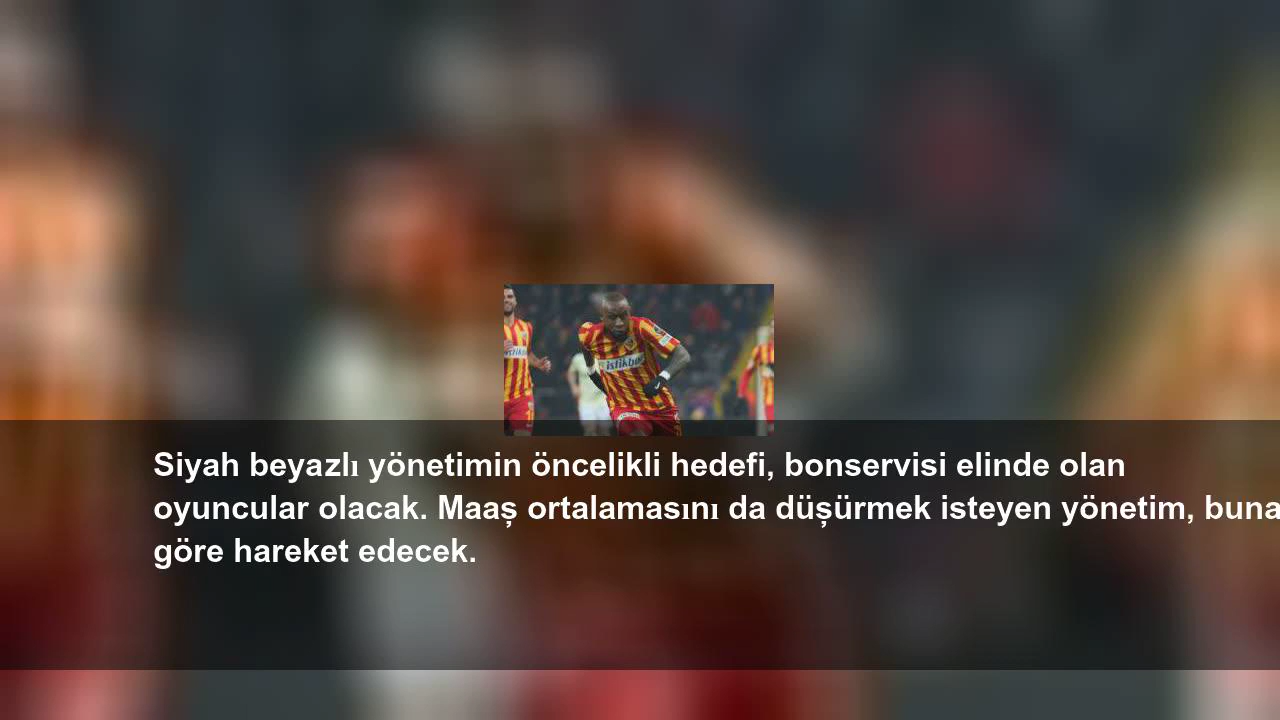 Siyah beyazlı yönetimin öncelikli hedefi, bonservisi elinde olan
oyuncular olacak. Maaş ortalamasını da düşürmek isteyen yönetim, buna
göre hareket edecek.